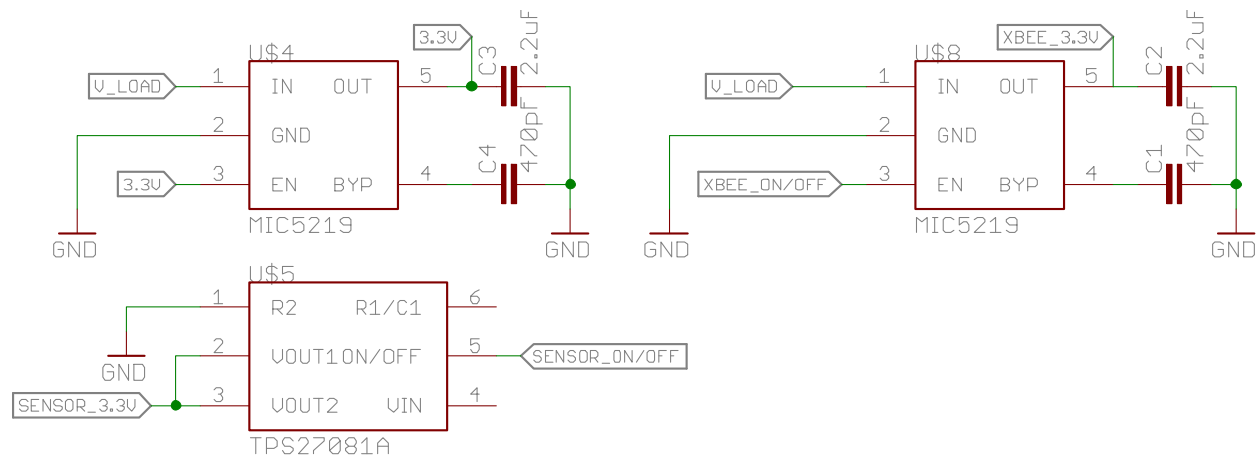 3.3V
U$4
C3
2.2uF
V_LOAD
1
IN
OUT
5
2
GND
C4
470pF
3.3V
3
EN
BYP
4
MIC5219
GND
GND
XBEE_3.3V
U$8
C2
2.2uF
V_LOAD
1
IN
OUT
5
2
GND
C1
470pF
XBEE_ON/OFF
3
EN
BYP
4
MIC5219
GND
GND
U$5
1
R2
R1/C1
6
2
VOUT1
ON/OFF
5
SENSOR_ON/OFF
GND
SENSOR_3.3V
3
VOUT2
VIN
4
TPS27081A